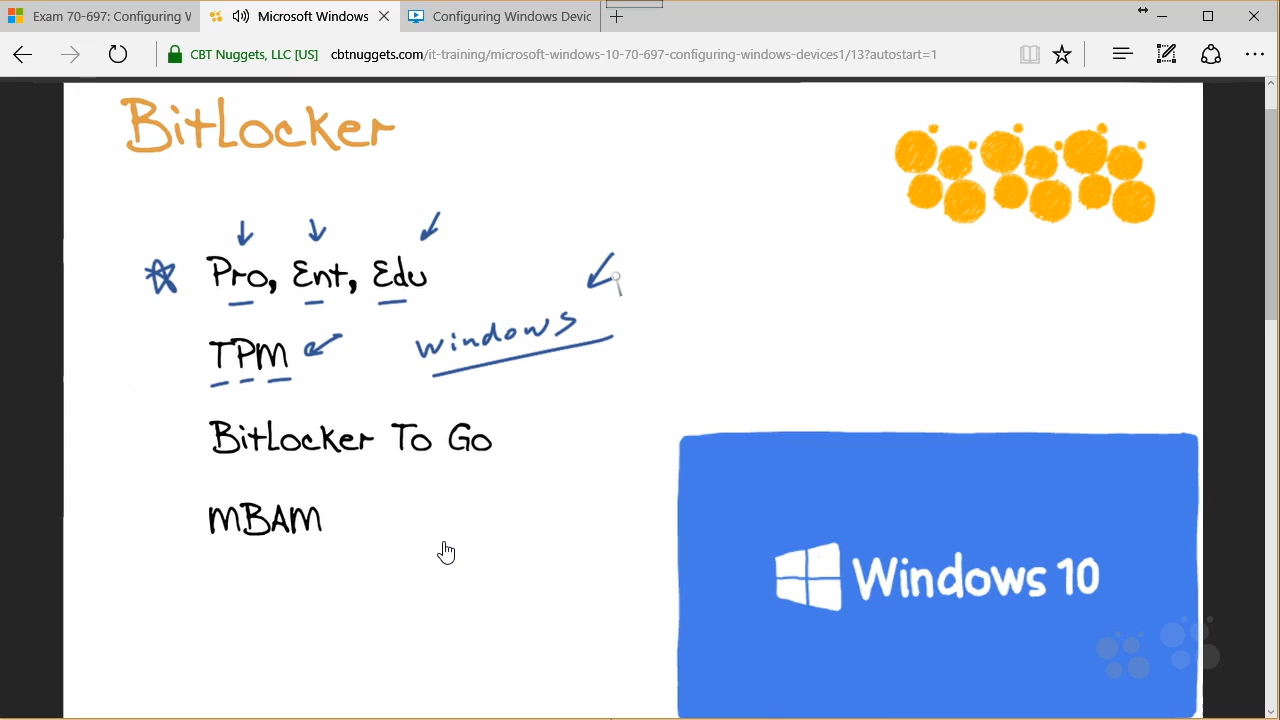 Exam 70-697: Configuring W
Microsoft Windows
Configuring Windows Devic
CBT Nuggets, LLC [US]
cbtnuggets.com/it-training/microsoft-windows-10-70-697-configuring-windows-devices1/13?autostart=1
BitLocker
Pro, Ent, Edu
TPM
windows
BitLocker To Go
MBAM
Windows 10